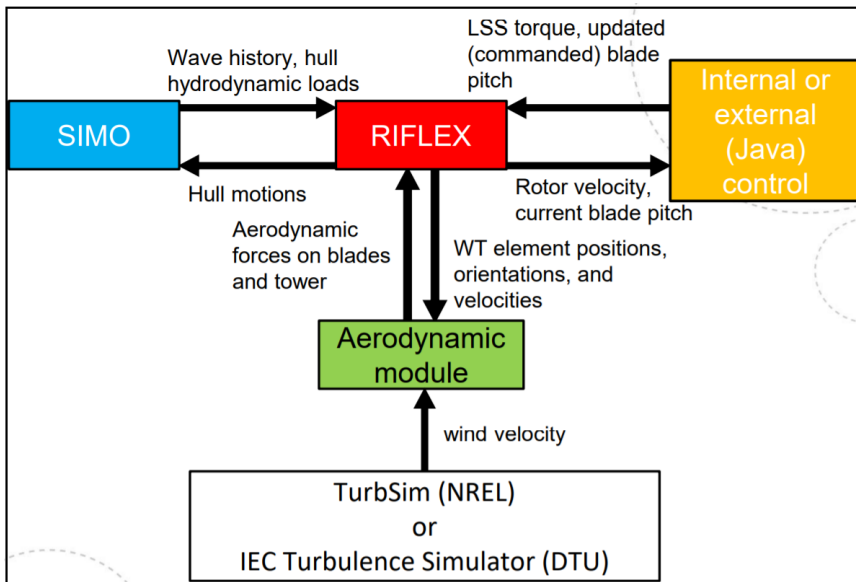 Wave history, hull
hydrodynamic loads
LSS torque, updated
(commanded) blade
pitch
SIMO
RIFLEX
Internal or
external
(Java)
control
Hull motions
Rotor velocity,
current blade pitch
Aerodynamic
forces on blades
and tower
WT element positions,
orientations, and
velocities
Aerodynamic
module
wind velocity
TurbSim (NREL)
or
IEC Turbulence Simulator (DTU)